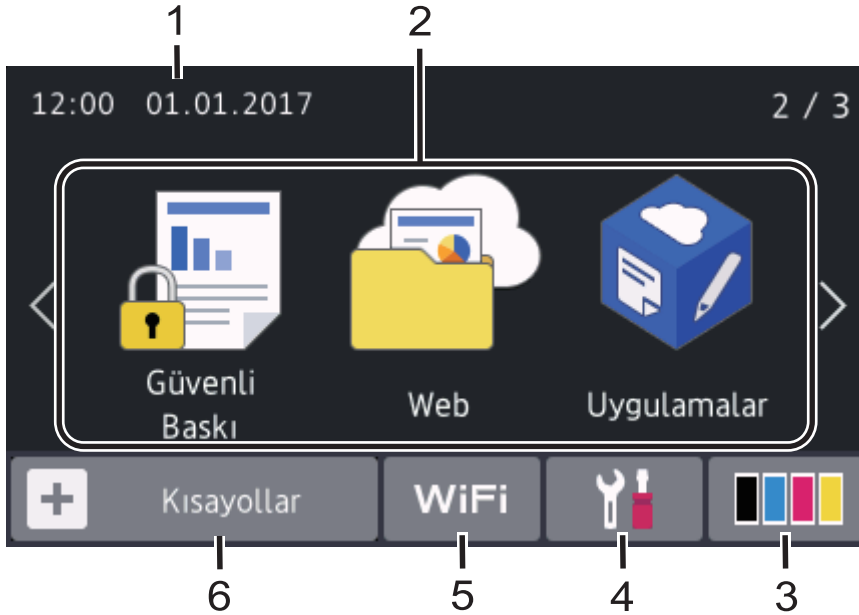 1 2
12:00 01.01.2017 2 / 3
Güvenli
Baskı
Web
Uygulamalar
Kısayollar
WiFi
6 5 4 3